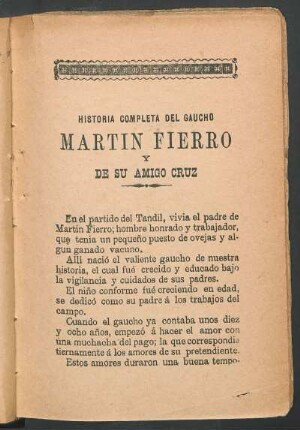 HISTORIA COMPLETA DEL GAUCHO
MARTIN FIERRO
Y
DE SU AMIGO CRUZ
En el partido del Tandil, vivia el padre de
Martin Fierro; hombre honrado y trabajador,
que tenia un pequeño puesto de ovejas y al-
gun ganado vacuno.
Alli nació el valiente gaucho de nuestra
historia, el cual fué crecido y educado bajo
la vigilancia y cuidados de sus padres.
El niño conforme fué creciendo en edad,
se dedicó como su padre á los trabajos del
campo.
Cuando el gaucho ya contaba unos diez
y ocho años, empezó á hacer el amor con
una muchacha del pago; la que correspondia
tiernamente á los amores de su pretendiente.
Estos amores duraron una buena tempo-